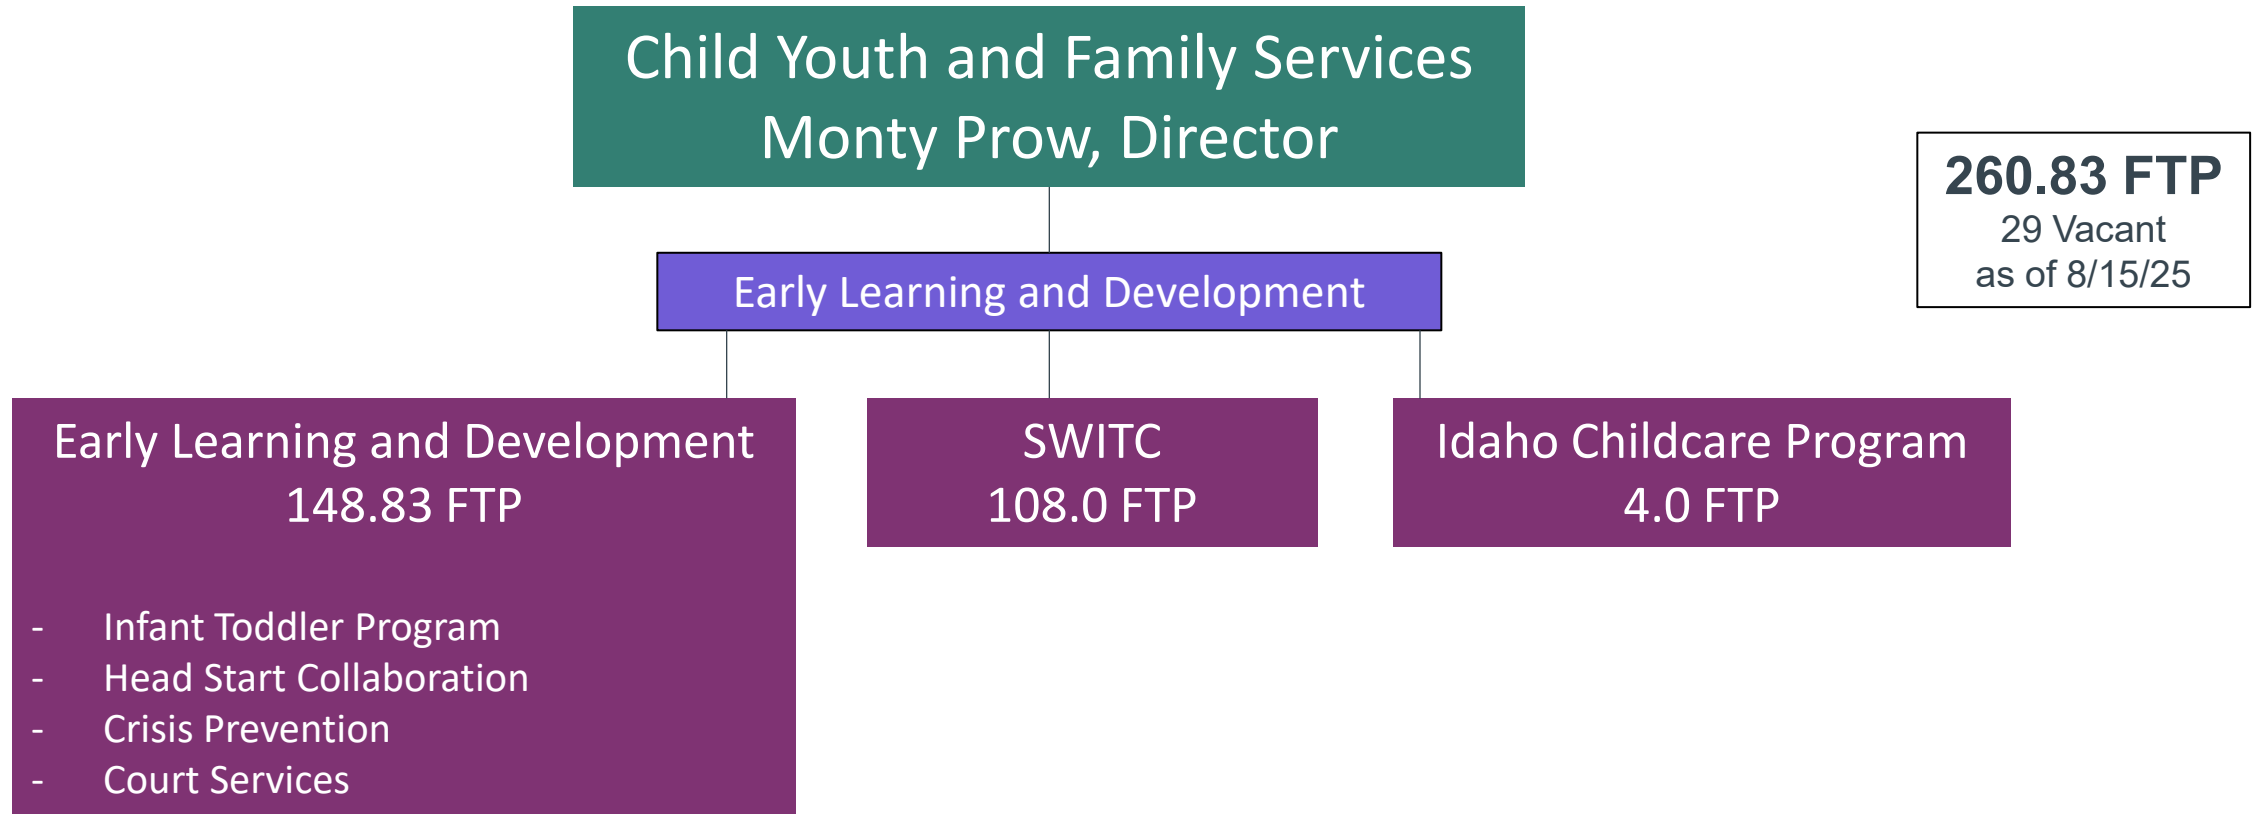 Child Youth and Family Services
Monty Prow, Director
260.83 FTP
29 Vacant
as of 8/15/25
Early Learning and Development
Early Learning and Development
148.83 FTP
- Infant Toddler Program
- Head Start Collaboration
- Crisis Prevention
- Court Services
SWITC
108.0 FTP
Idaho Childcare Program
4.0 FTP